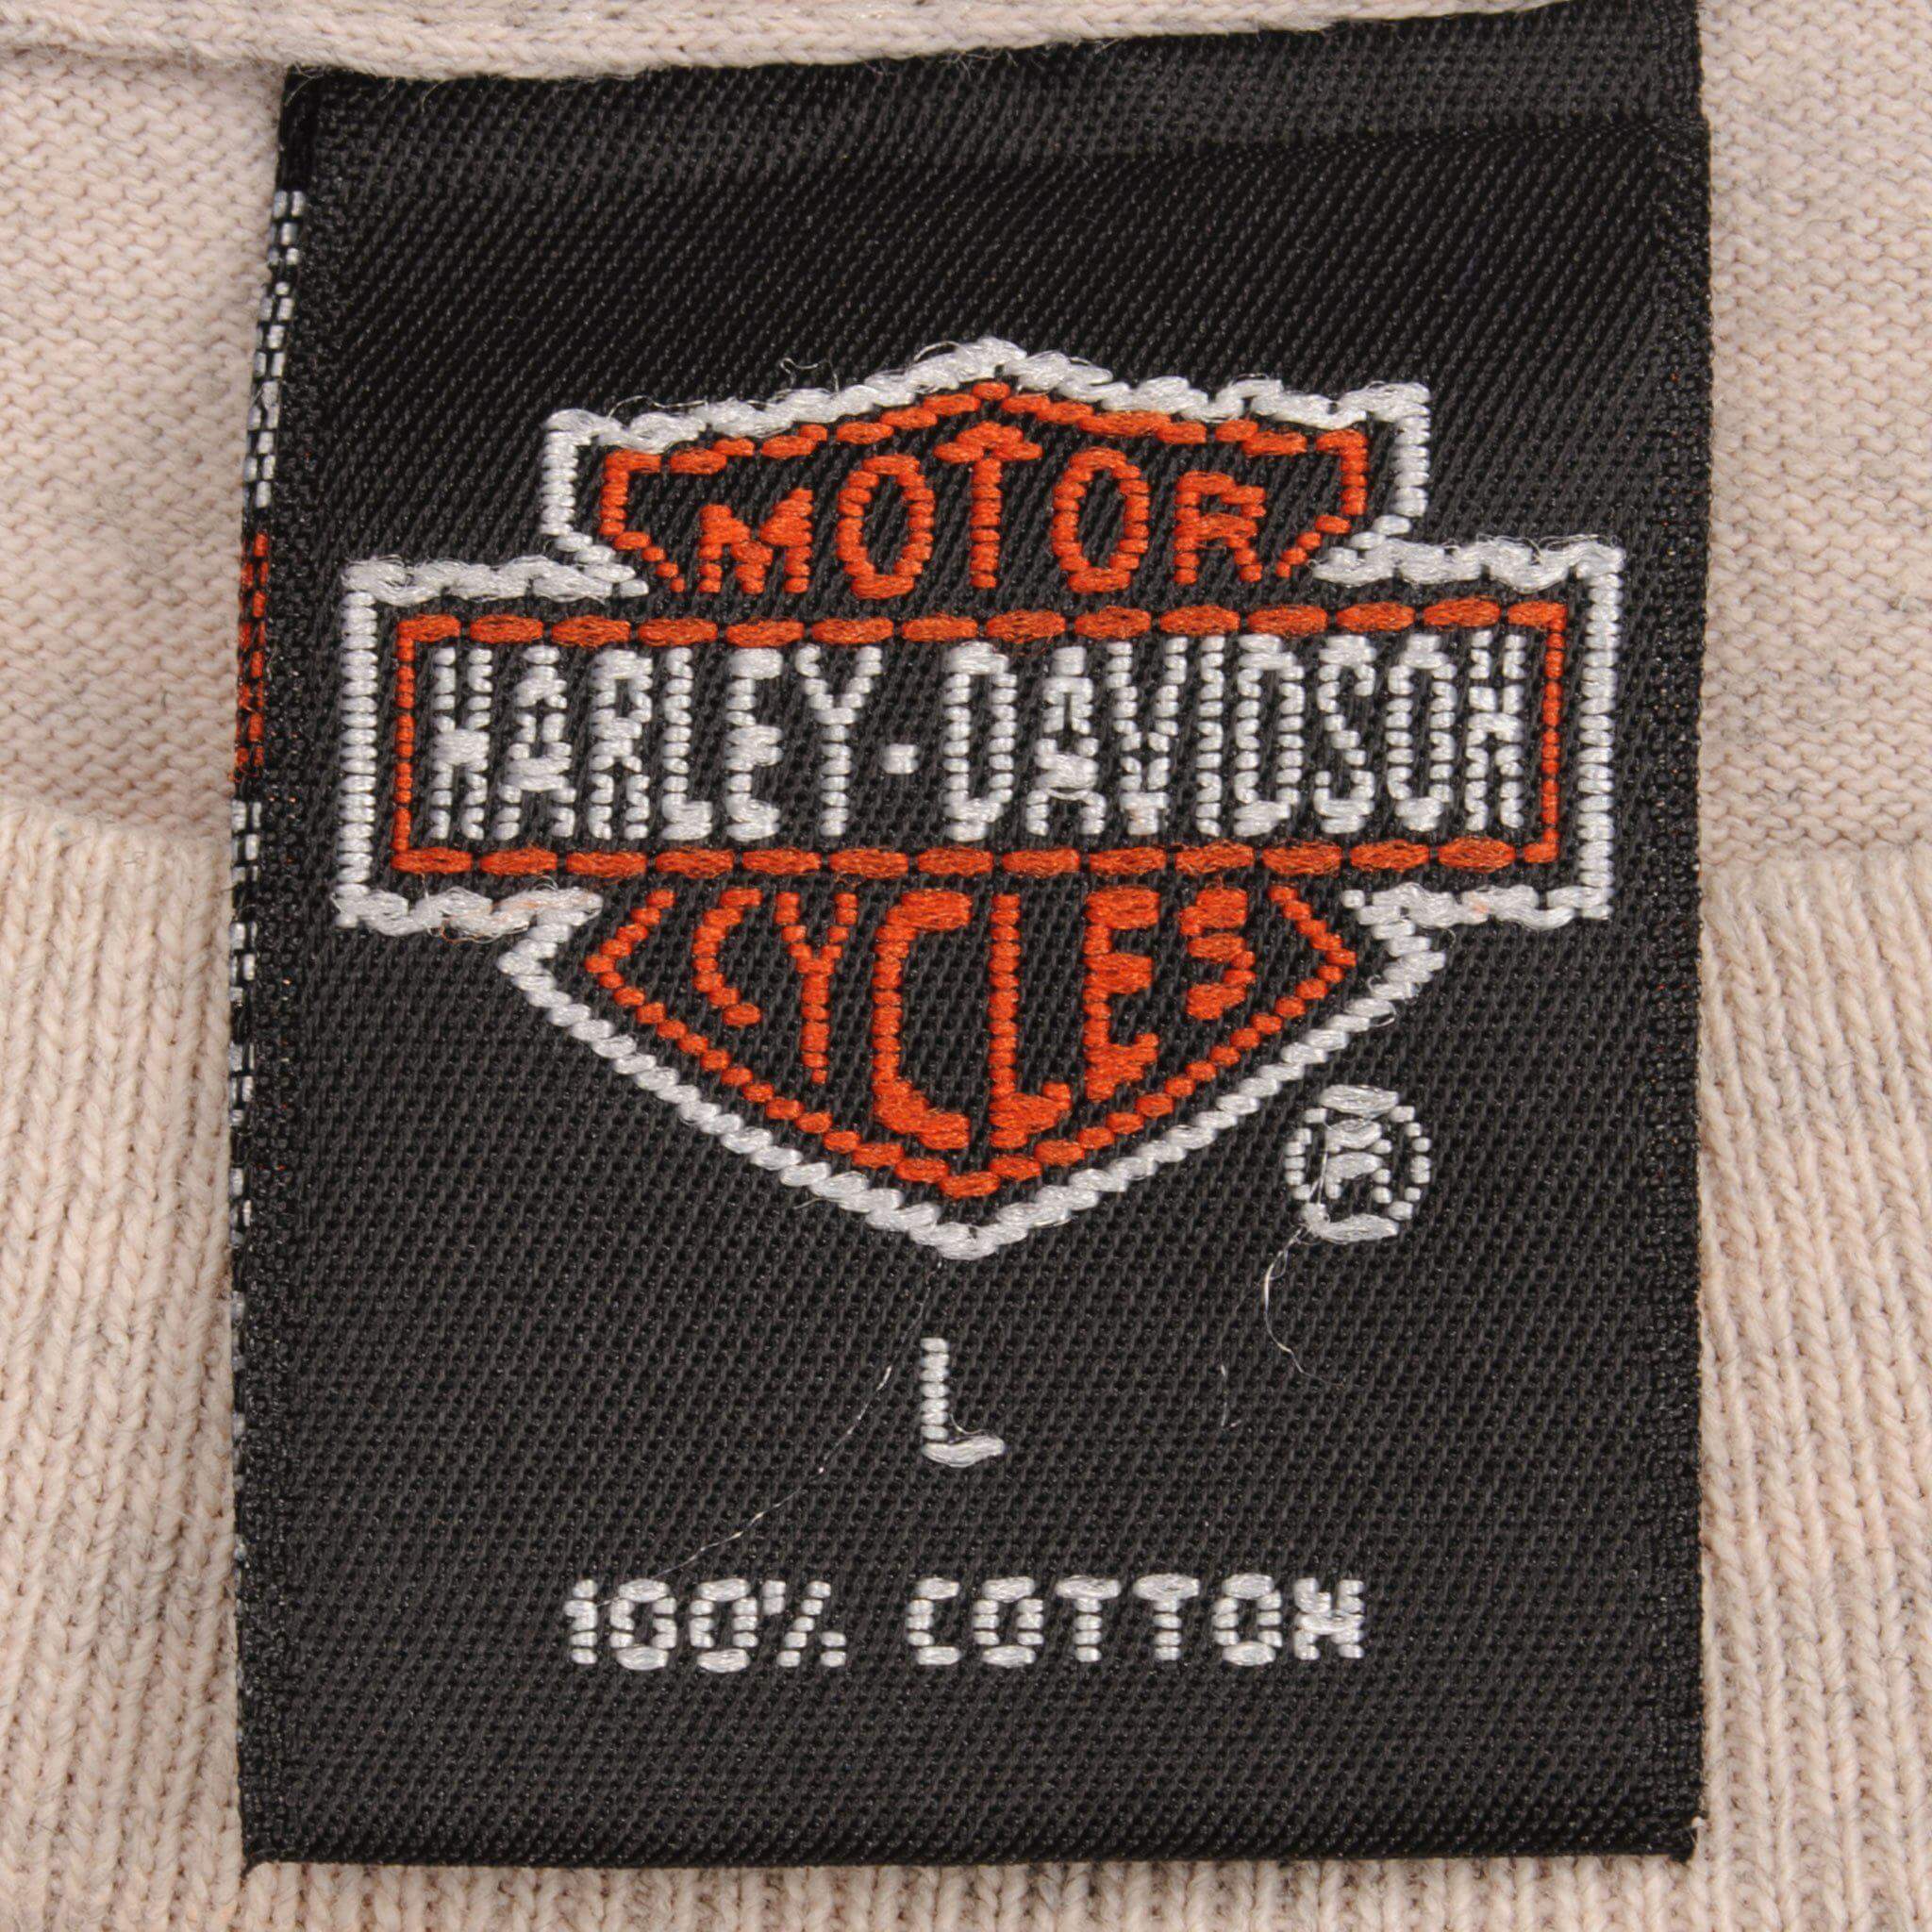 MOTOR
HARLEY-DAVIDSON
CYCLES
®
L
100% COTTON